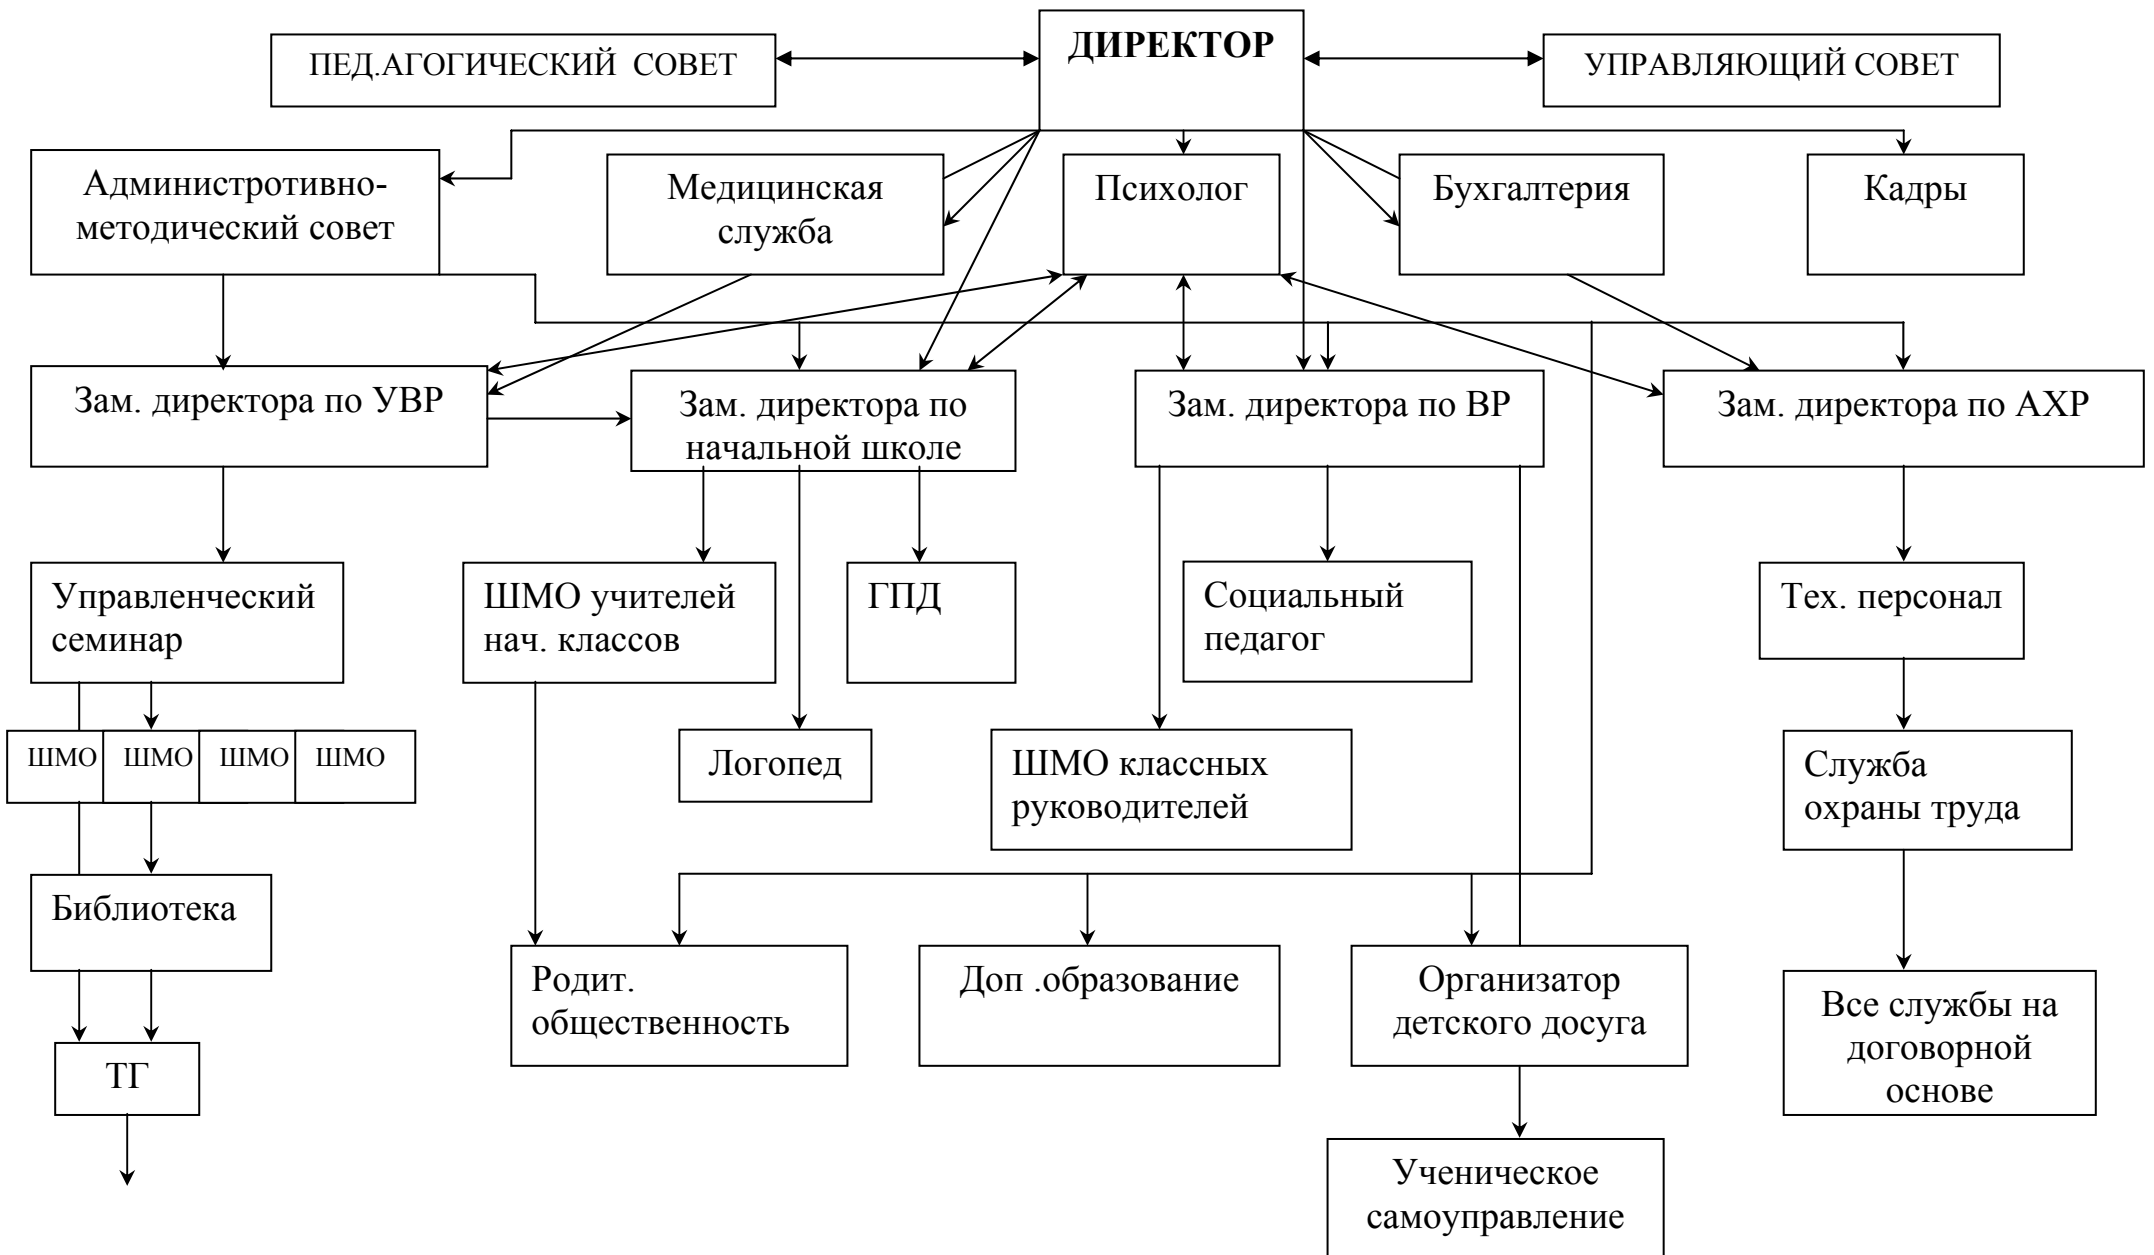 ПЕД.АГОГИЧЕСКИЙ СОВЕТ
ДИРЕКТОР
УПРАВЛЯЮЩИЙ СОВЕТ
Администротивно-
методический совет
Медицинская
служба
Психолог
Бухгалтерия
Кадры
Зам. директора по УВР
Зам. директора по
начальной школе
Зам. директора по ВР
Зам. директора по АХР
Управленческий
семинар
ШМО учителей
нач. классов
ГПД
Социальный
педагог
Тех. персонал
ШМО
ШМО
ШМО
ШМО
Логопед
ШМО классных
руководителей
Служба
охраны труда
Библиотека
Родит.
общественность
Доп .образование
Организатор
детского досуга
Все службы на
договорной
основе
ТГ
Ученическое
самоуправление